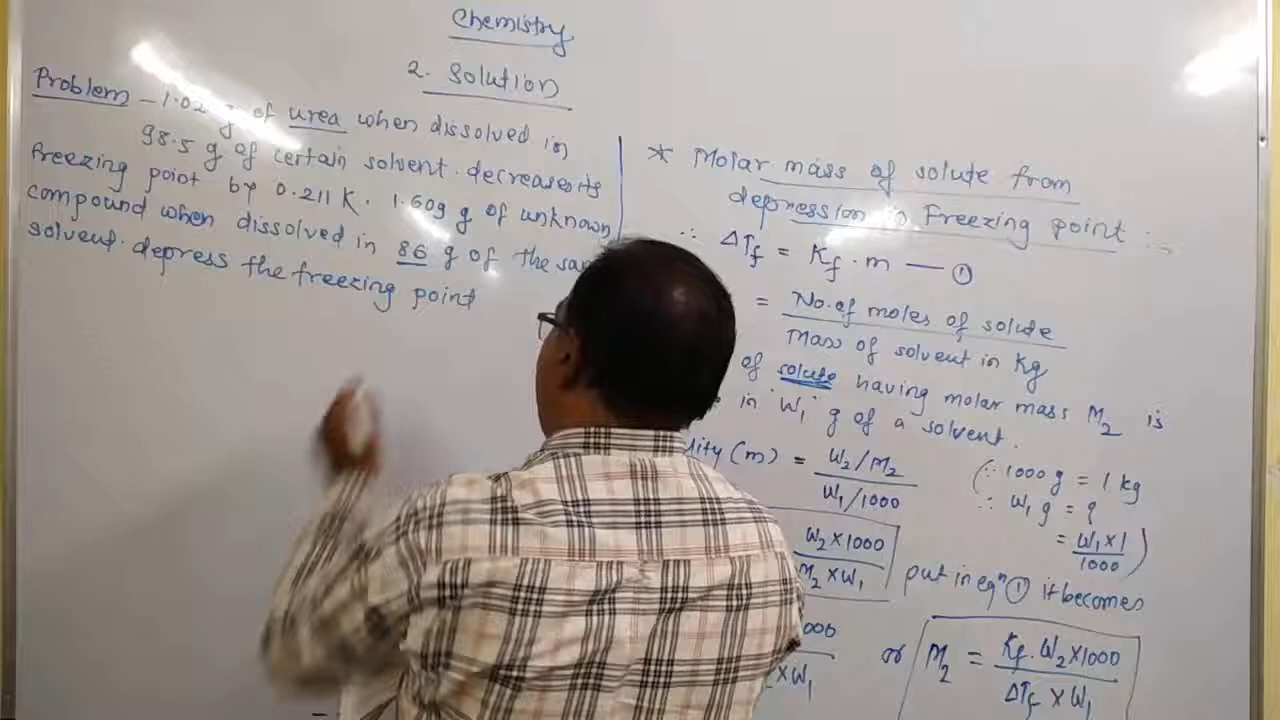 Chemistry
2. Solution
Problem - 1.02 g of urea when dissolved in
98.5 g of certain solvent. decreases its
freezing point by 0.211 K. 1.609 g of unknown
compound when dissolved in 86 g of the
solvent. depress the freezing point
* Molar mass of solute from
depression in Freezing point :-
∴ ΔTf = Kf . m — ①
= No. of moles of solute
Mass of solvent in Kg
of solute having molar mass M2 is
in 'W1' g of a solvent.
(m) = W2/M2
W1/1000
(∵ 1000 g = 1 kg
∴ W1 g = ?
= W1 x 1
1000 )
W2 x 1000
M2 x W1
put in eqn ① it becomes
x W1
or M2 = Kf . W2 x 1000
ΔTf x W1